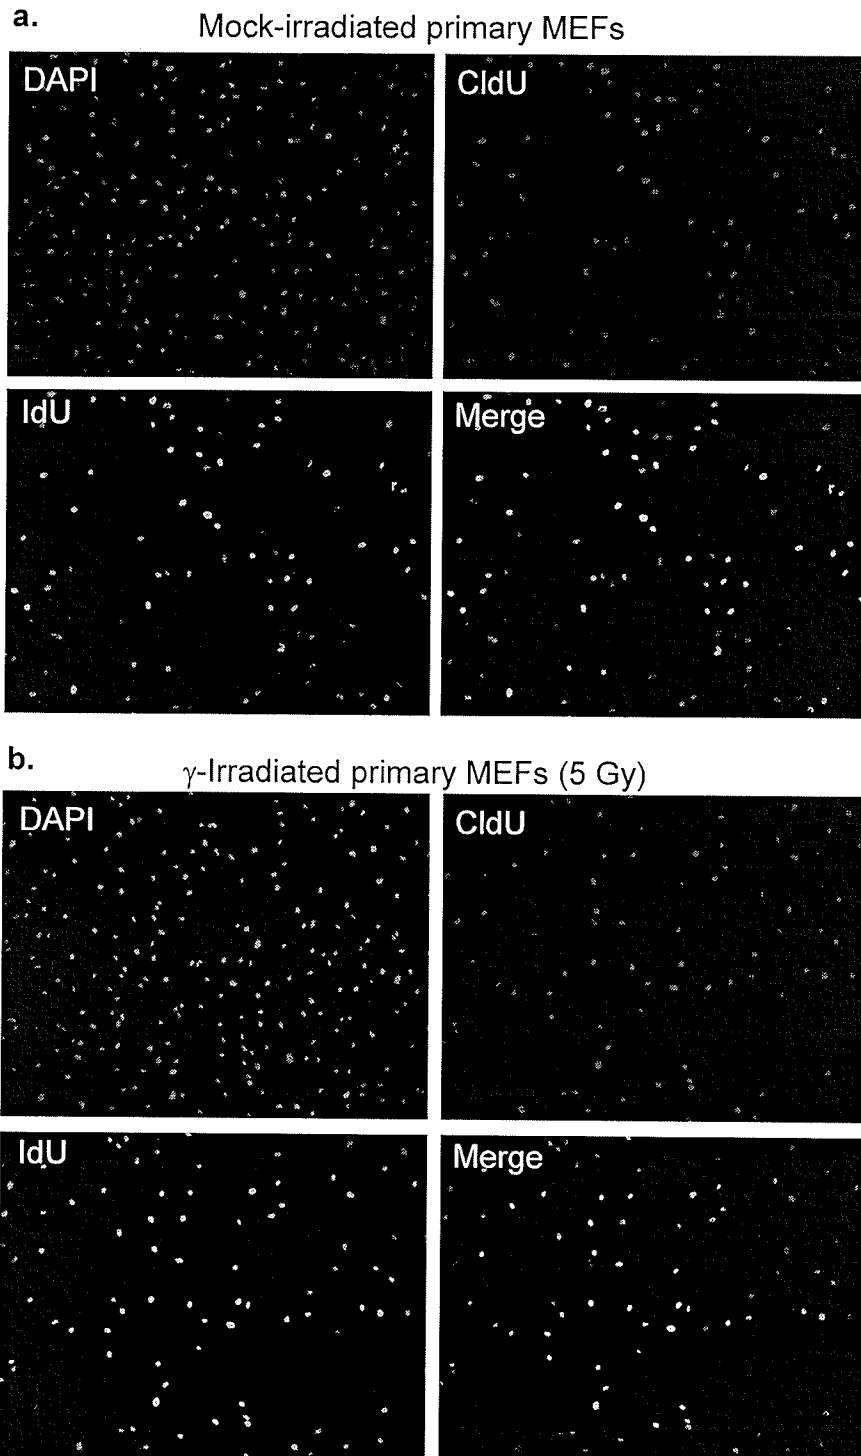 a.
Mock-irradiated primary MEFs
DAPI
CldU
IdU
Merge
b.
γ-Irradiated primary MEFs (5 Gy)
DAPI
CldU
IdU
Merge